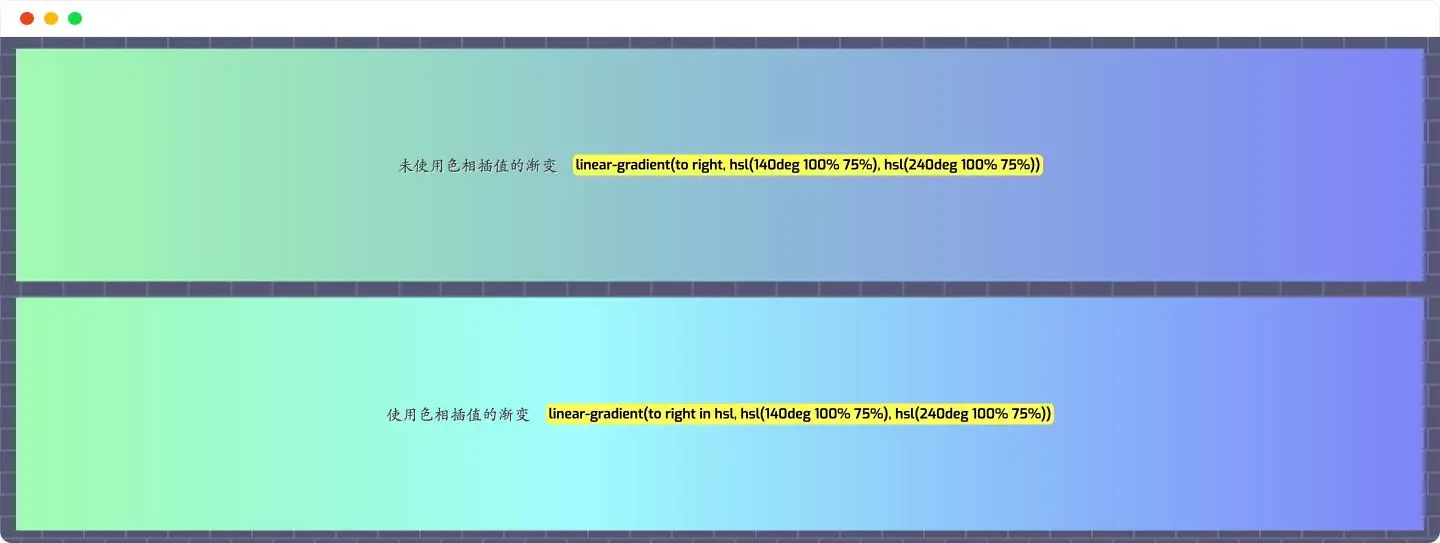 未使用色相插值的渐变 linear-gradient(to right, hsl(140deg 100% 75%), hsl(240deg 100% 75%))
使用色相插值的渐变 linear-gradient(to right in hsl, hsl(140deg 100% 75%), hsl(240deg 100% 75%))